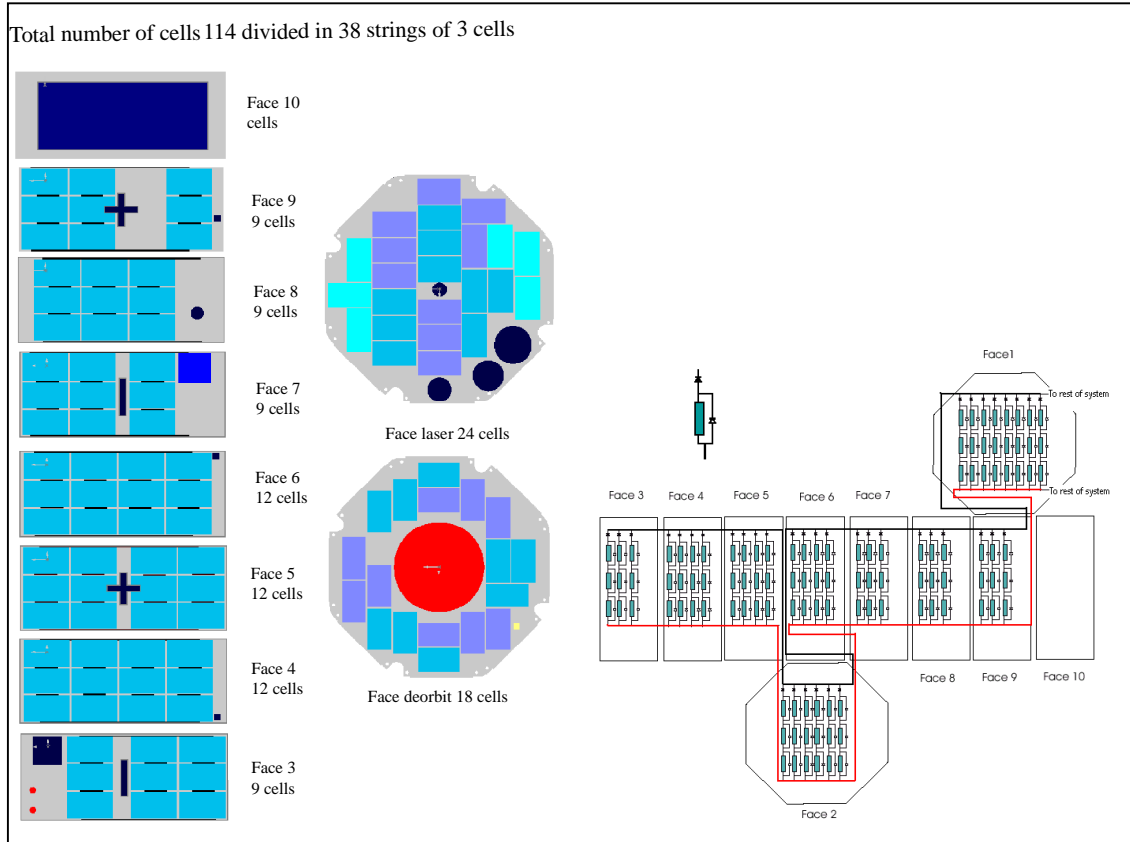 Total number of cells 114 divided in 38 strings of 3 cells
Face 10
cells
Face 9
9 cells
Face 8
9 cells
Face 7
9 cells
Face 6
12 cells
Face 5
12 cells
Face 4
12 cells
Face 3
9 cells
Face laser 24 cells
Face deorbit 18 cells
Face1
To rest of system
To rest of system
Face 3
Face 4
Face 5
Face 6
Face 7
Face 8
Face 9
Face 10
Face 2